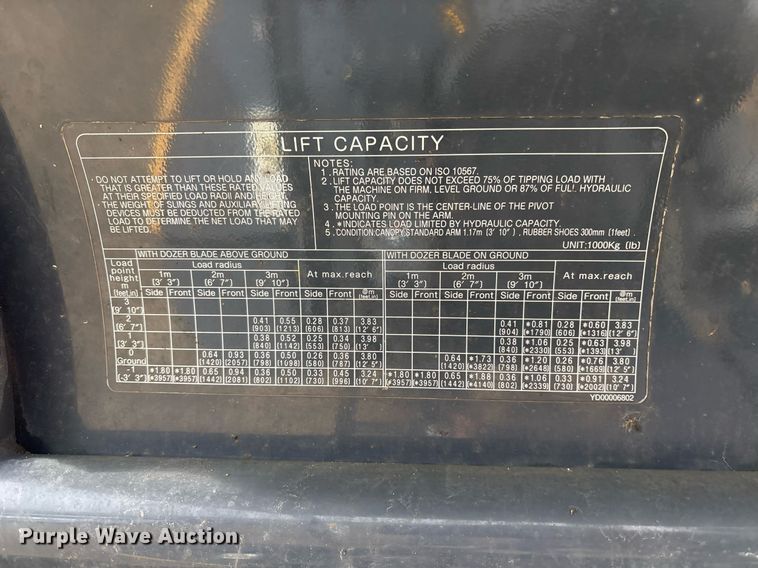 LIFT CAPACITY
DO NOT ATTEMPT TO LIFT OR HOLD ANY LOAD
THAT IS GREATER THAN THESE RATED VALUES
AT THEIR SPECIFIED LOAD RADII AND HEIGHT.
THE WEIGHT OF SLINGS AND AUXILIARY LIFTING
DEVICES MUST BE DEDUCTED FROM THE RATED
LOAD TO DETERMINE THE NET LOAD THAT MAY
BE LIFTED.
NOTES:
1. RATING ARE BASED ON ISO 10567.
2. LIFT CAPACITY DOES NOT EXCEED 75% OF TIPPING LOAD WITH
THE MACHINE ON FIRM, LEVEL GROUND OR 87% OF FULL HYDRAULIC
CAPACITY.
3. THE LOAD POINT IS THE CENTER-LINE OF THE PIVOT
MOUNTING PIN ON THE ARM.
4. *INDICATES LOAD LIMITED BY HYDRAULIC CAPACITY.
5. CONDITION:CANOPY STANDARD ARM 1.17m (3' 10"), RUBBER SHOES 300mm (1feet).
UNIT:1000Kg (lb)
Load point height m (feet.in)
WITH DOZER BLADE ABOVE GROUND WITH DOZER BLADE ON GROUND
Load radius At max.reach Load radius At max.reach
1m 2m 3m 1m 2m 3m
(3' 3") (6' 7") (9' 10") (3' 3") (6' 7") (9' 10")
Side Front Side Front Side Front Side Front @m (feet.in) Side Front Side Front Side Front Side Front @m (feet.in)
3
(9' 10")
2 0.41 0.55 0.28 0.37 3.83 0.41 *0.81 0.28 *0.60 3.83
(6' 7") (903) (1213) (606) (813) (12' 6") (904) (*1790) (606) (*1316) (12' 6")
1 0.38 0.52 0.25 0.34 3.98 0.38 *1.06 0.25 *0.63 3.98
(3' 3") (840) (1142) (553) (750) (13') (840) (*2330) (553) (*1393) (13')
0 0.64 0.93 0.36 0.50 0.26 0.36 3.80 0.64 *1.73 0.36 *1.20 0.26 *0.76 3.80
Ground (1420) (2057) (798) (1098) (580) (787) (12' 5") (1420) (*3822) (798) (*2648) (580) (*1669) (12' 5")
-1 *1.80 *1.80 0.65 0.94 0.36 0.50 0.33 0.45 3.24 *1.80 *1.80 0.65 *1.88 0.36 *1.06 0.33 *0.91 3.24
(-3' 3") (*3957) (*3957) (1442) (2081) (802) (1102) (730) (996) (10' 7") (*3957) (*3957) (1442) (*4140) (802) (*2339) (730) (*2002) (10' 7")
YD00006802
Purple Wave Auction